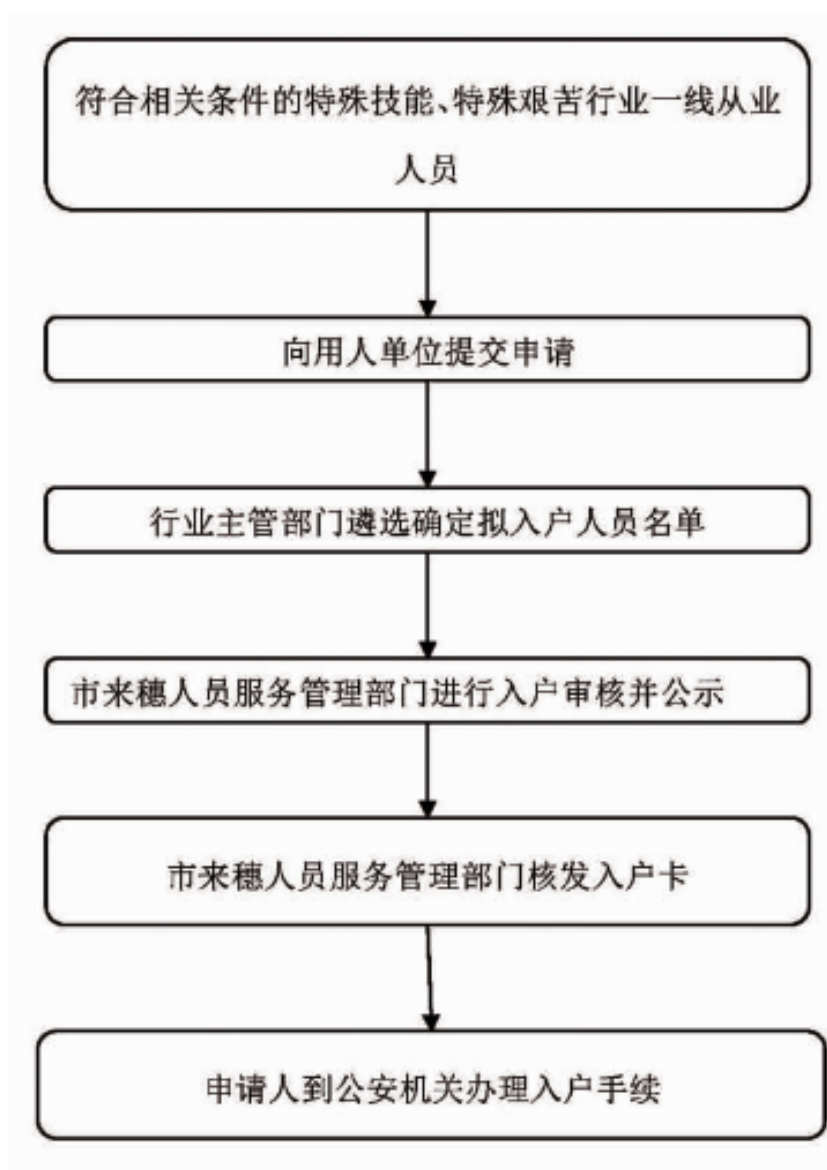 符合相关条件的特殊技能、特殊艰苦行业一线从业
人员
向用人单位提交申请
行业主管部门遴选确定拟入户人员名单
市来穗人员服务管理部门进行入户审核并公示
市来穗人员服务管理部门核发入户卡
申请人到公安机关办理入户手续